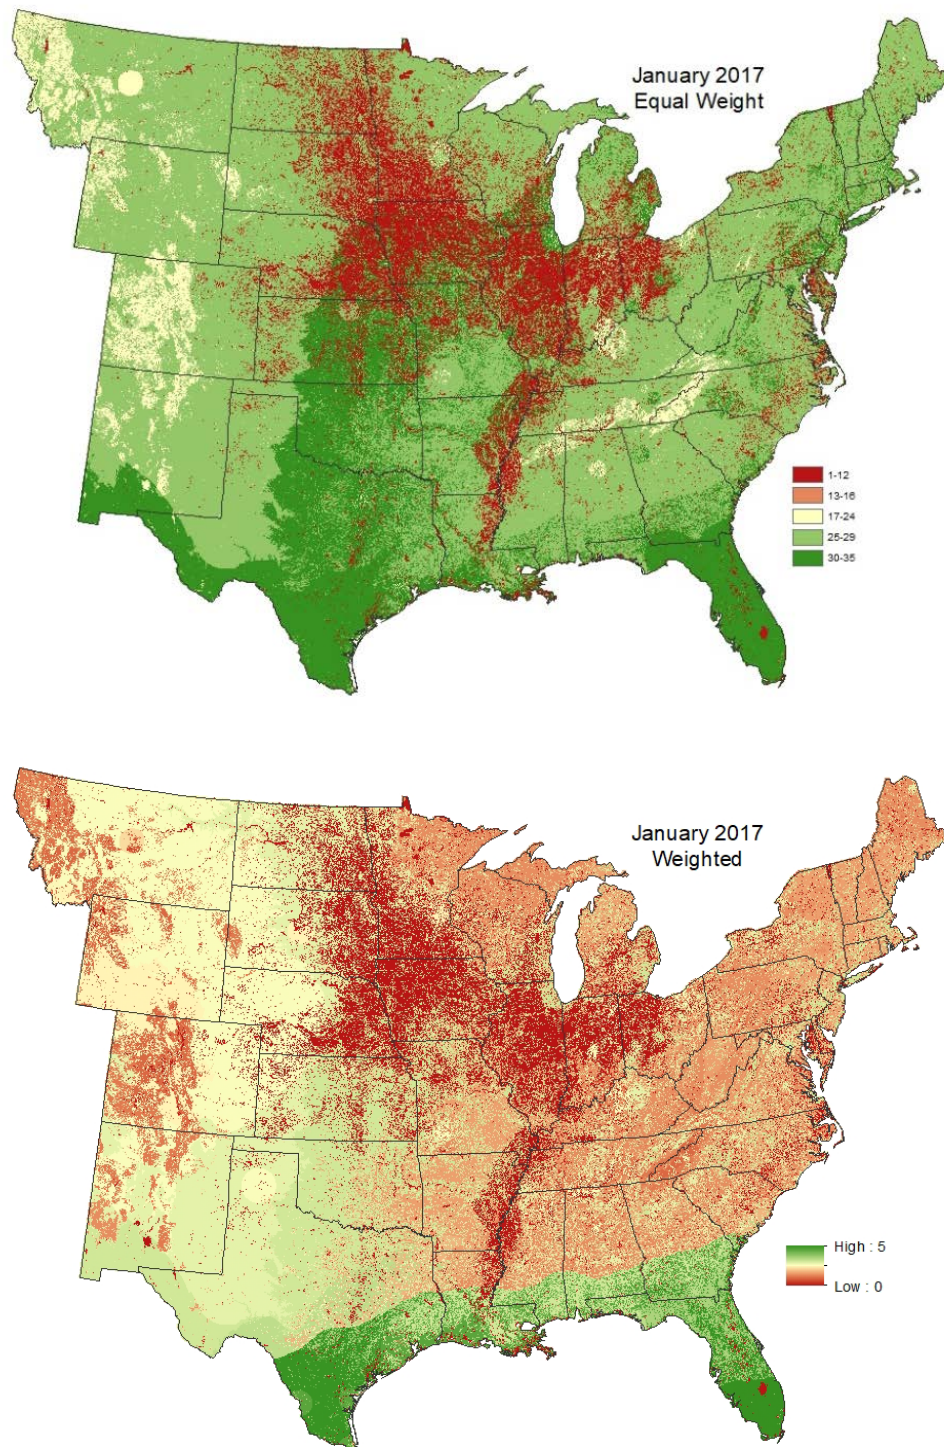 January 2017
Equal Weight
1-12
13-16
17-24
25-29
30-35
January 2017
Weighted
High : 5
Low : 0